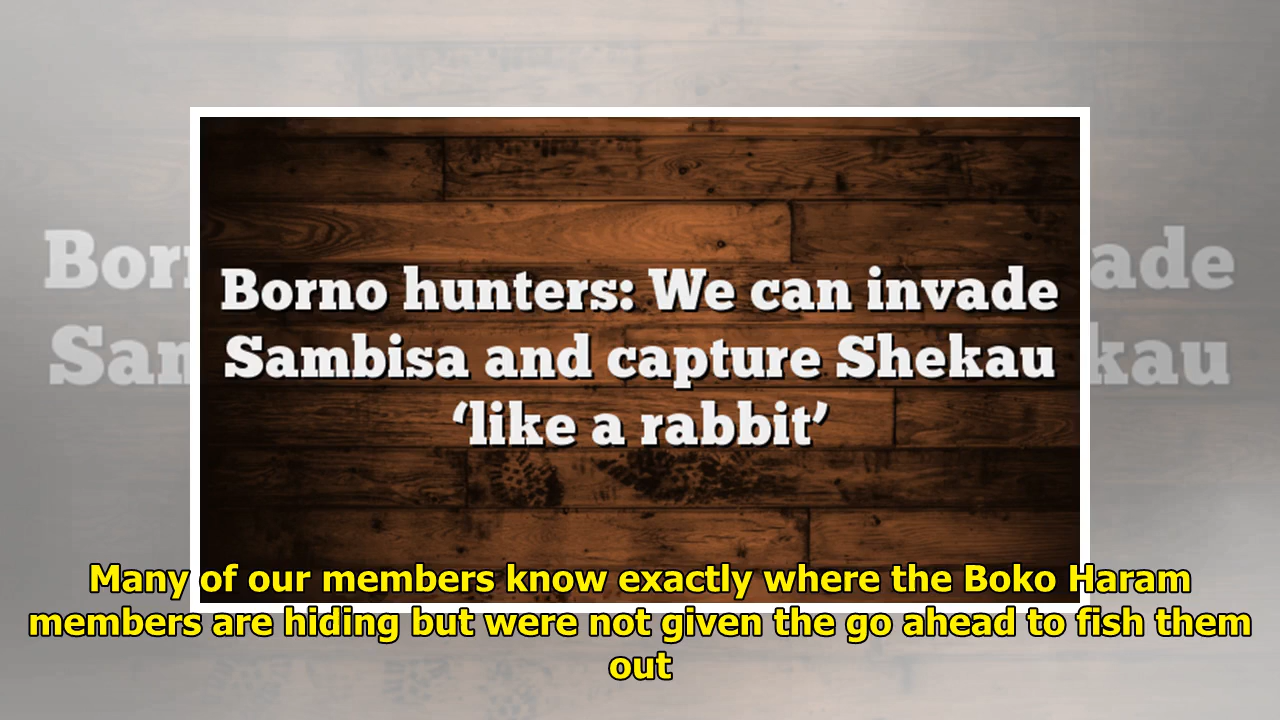 Borno hunters: We can invade
Sambisa and capture Shekau
‘like a rabbit’
Many of our members know exactly where the Boko Haram
members are hiding but were not given the go ahead to fish them
out